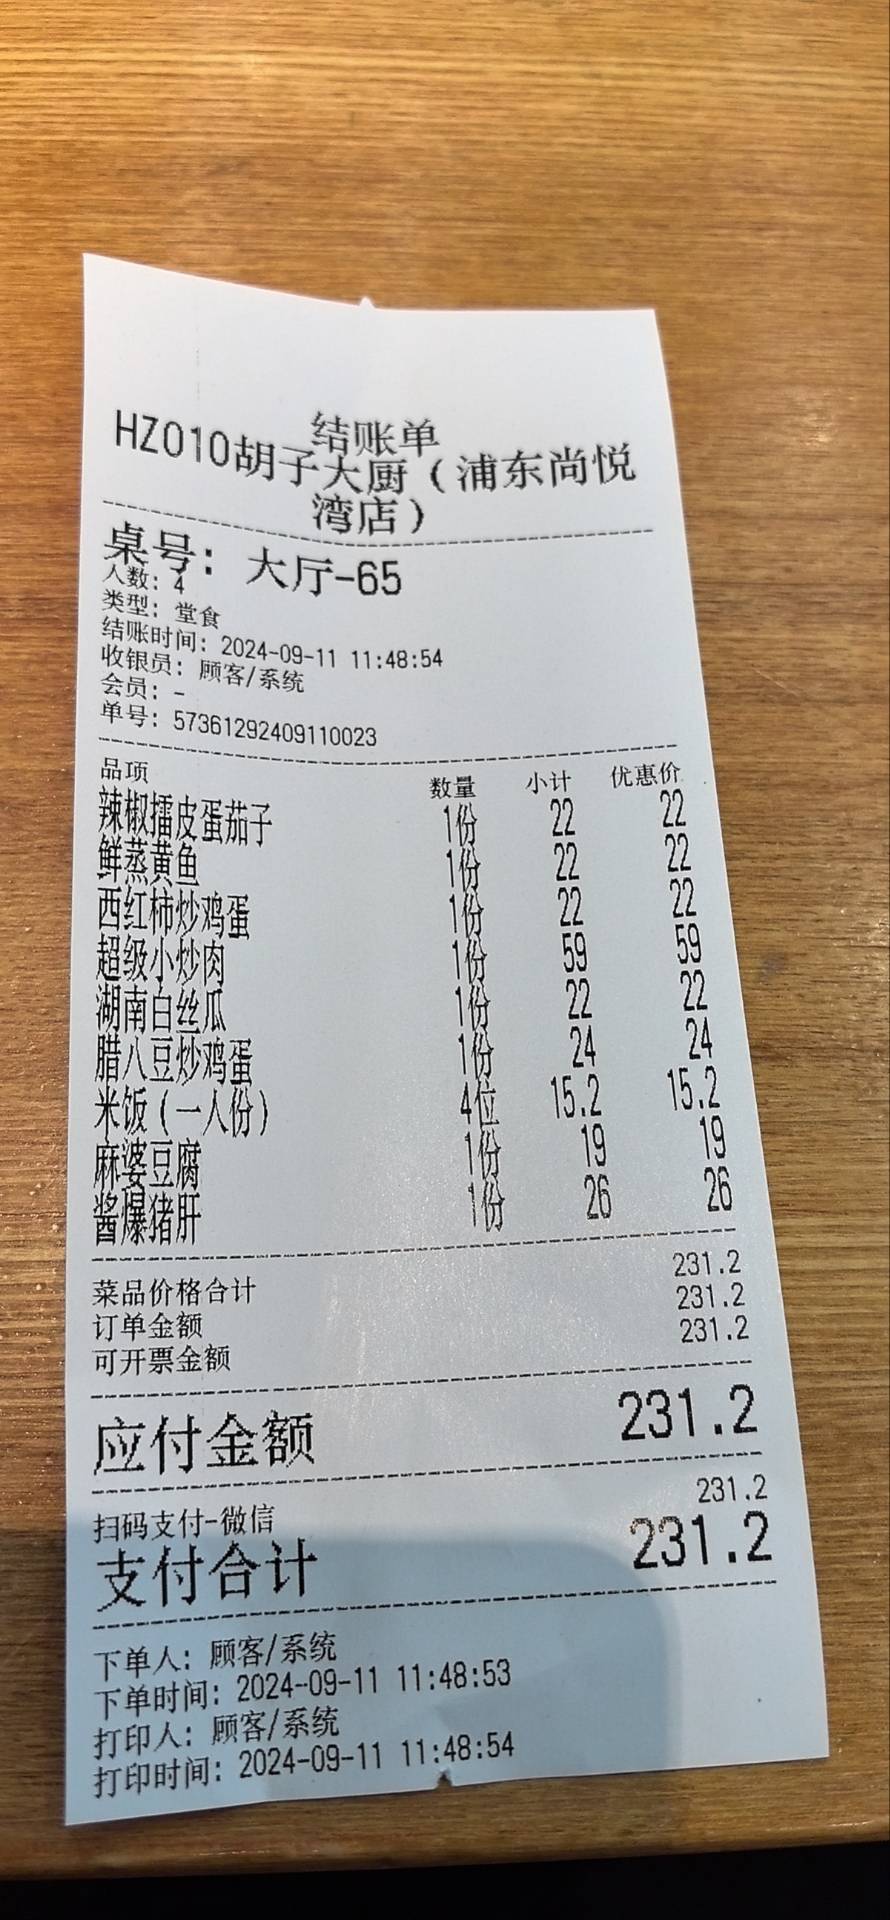 结账单
HZ010胡子大厨（浦东尚悦
湾店）
桌号：大厅-65
人数：4
类型：堂食
结账时间：2024-09-11 11:48:54
收银员：顾客/系统
会员：-
单号：57361292409110023
品项 数量 小计 优惠价
辣椒擂皮蛋茄子 1份 22 22
鲜蒸黄鱼 1份 22 22
西红柿炒鸡蛋 1份 22 22
超级小炒肉 1份 59 59
湖南白丝瓜 1份 22 22
腊八豆炒鸡蛋 1份 24 24
米饭（一人份） 4位 15.2 15.2
麻婆豆腐 1份 19 19
酱爆猪肝 1份 26 26
菜品价格合计 231.2
订单金额 231.2
可开票金额 231.2
应付金额 231.2
扫码支付-微信 231.2
支付合计 231.2
下单人：顾客/系统
下单时间：2024-09-11 11:48:53
打印人：顾客/系统
打印时间：2024-09-11 11:48:54